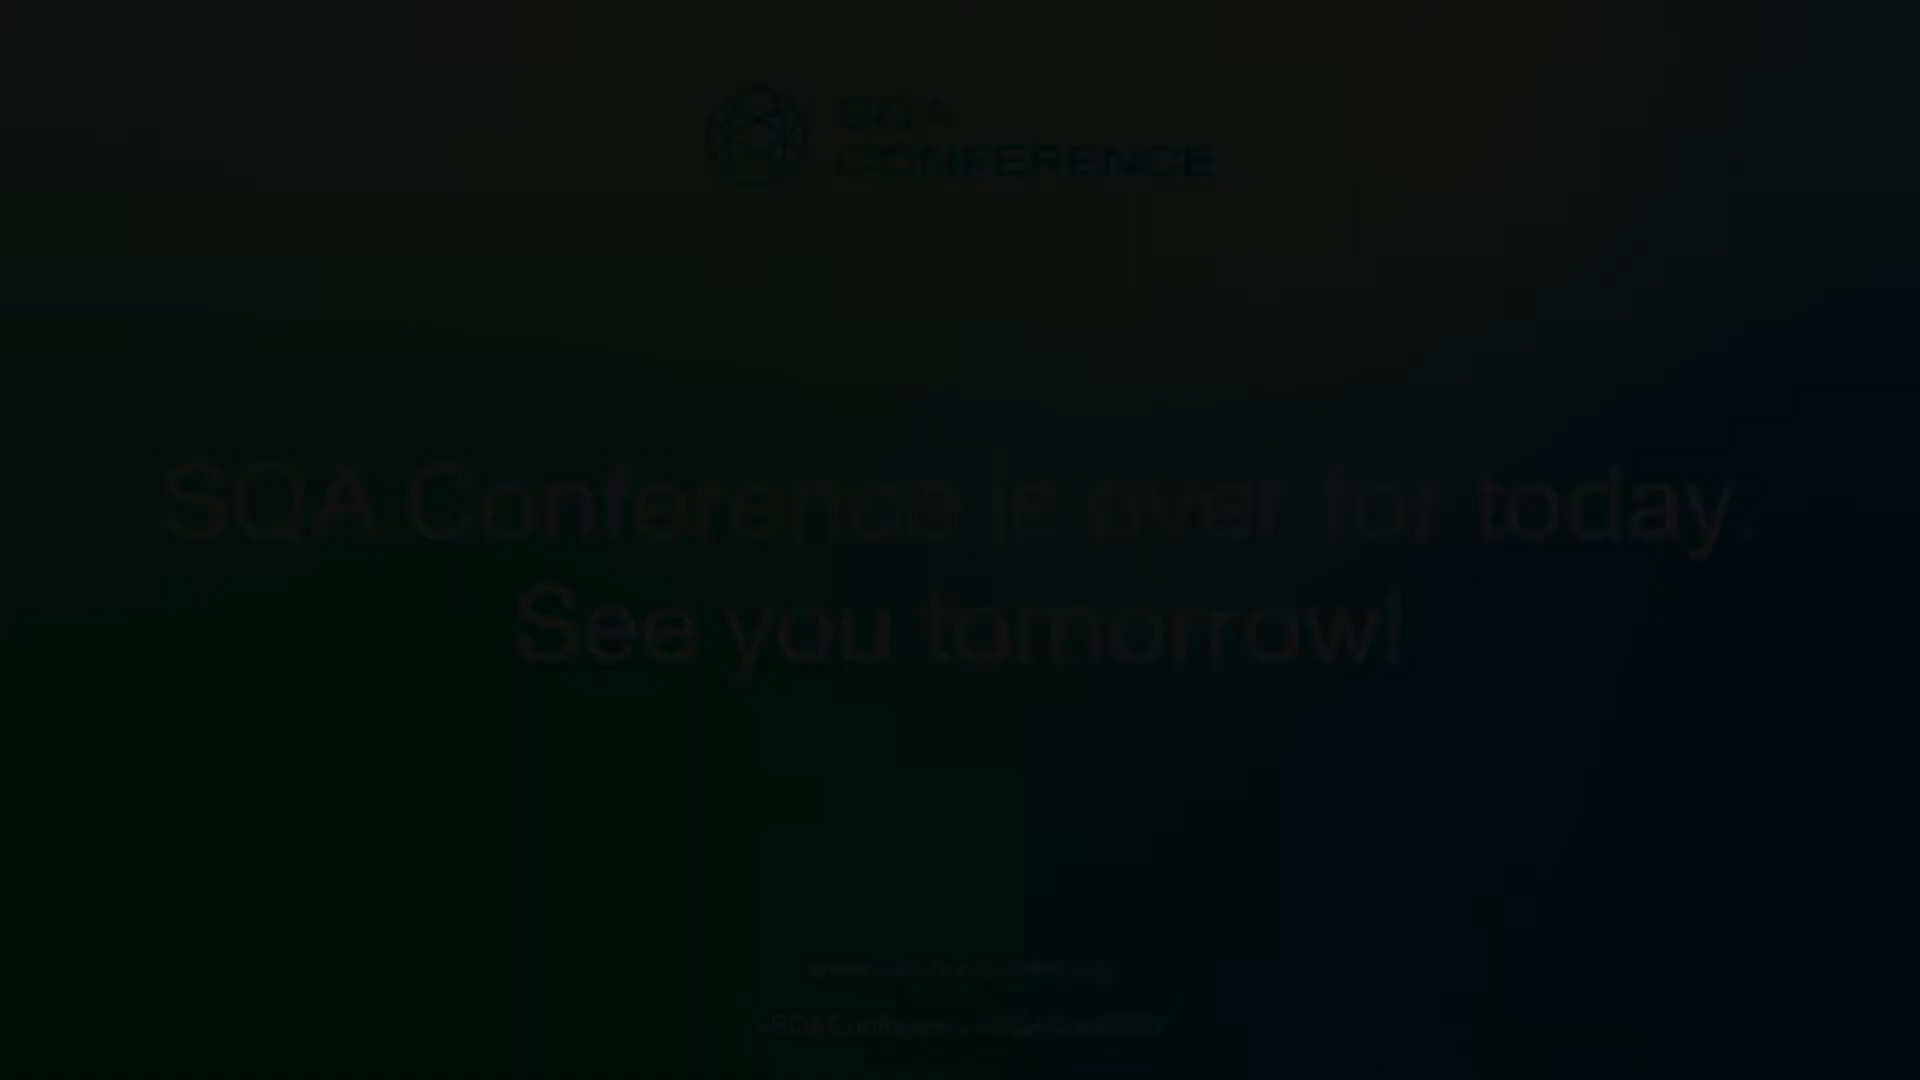 SQA
CONFERENCE
SQA Conference is over for today.
See you tomorrow!